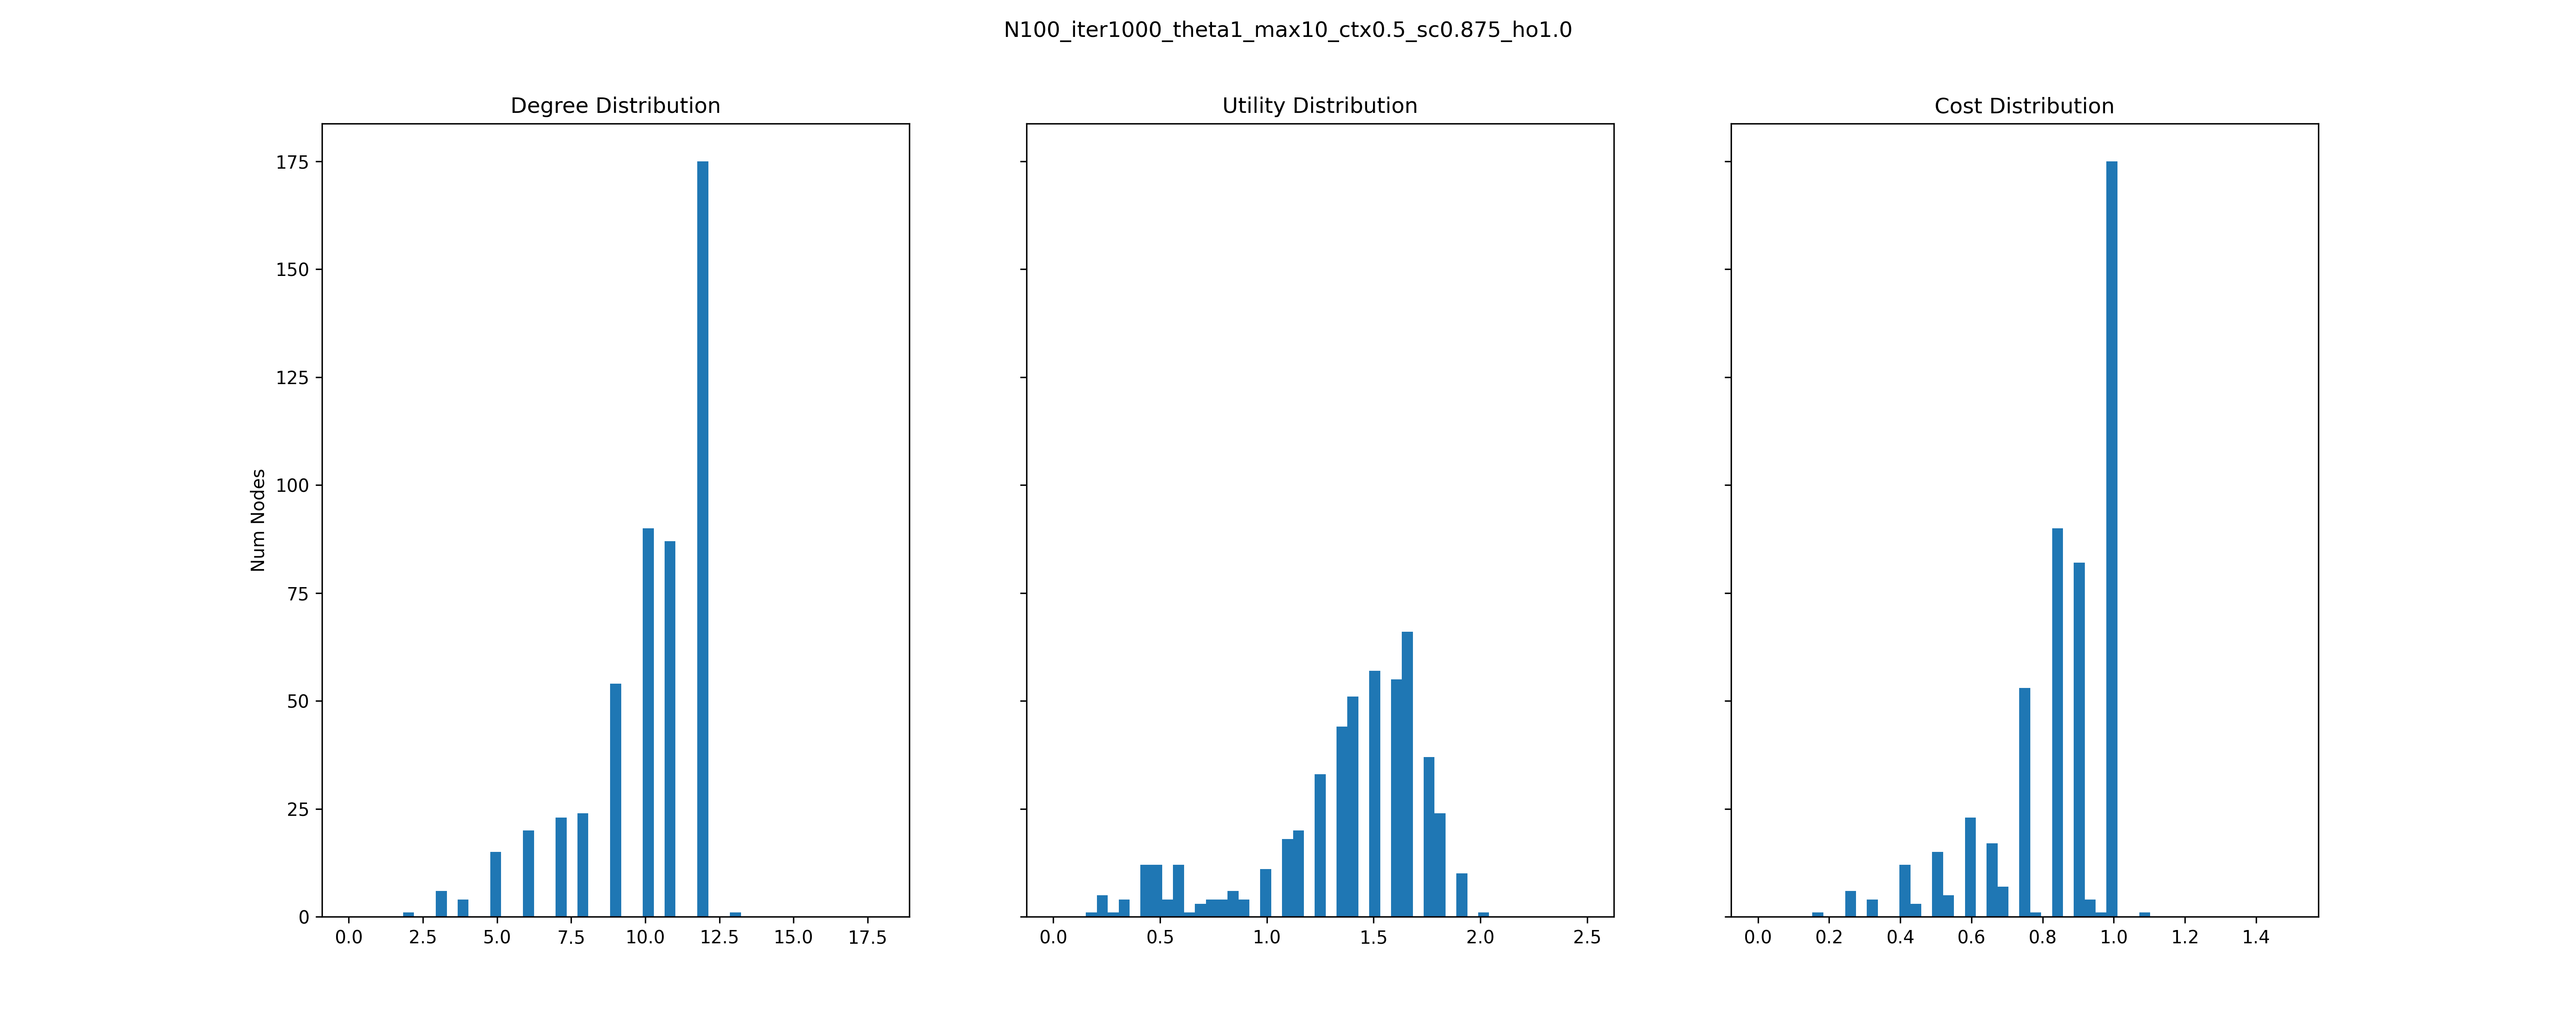 N100_iter1000_theta1_max10_ctx0.5_sc0.875_ho1.0
Degree Distribution
Num Nodes
175
150
125
100
75
50
25
0
0.0 2.5 5.0 7.5 10.0 12.5 15.0 17.5
Utility Distribution
0.0 0.5 1.0 1.5 2.0 2.5
Cost Distribution
0.0 0.2 0.4 0.6 0.8 1.0 1.2 1.4